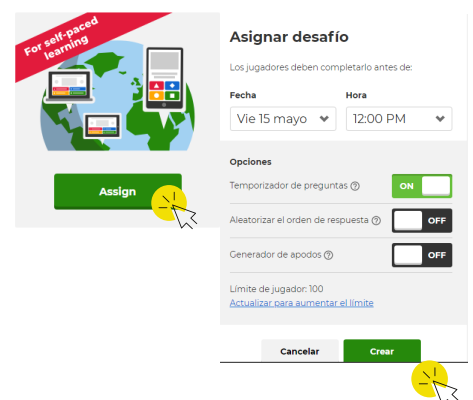 For self-paced
learning
Assign
Asignar desafío
Los jugadores deben completarlo antes de:
Fecha
Hora
Vie 15 mayo
12:00 PM
Opciones
Temporizador de preguntas ?
ON
Aleatorizar el orden de respuesta ?
OFF
Generador de apodos ?
OFF
Límite de jugador: 100
Actualizar para aumentar el límite
Cancelar
Crear